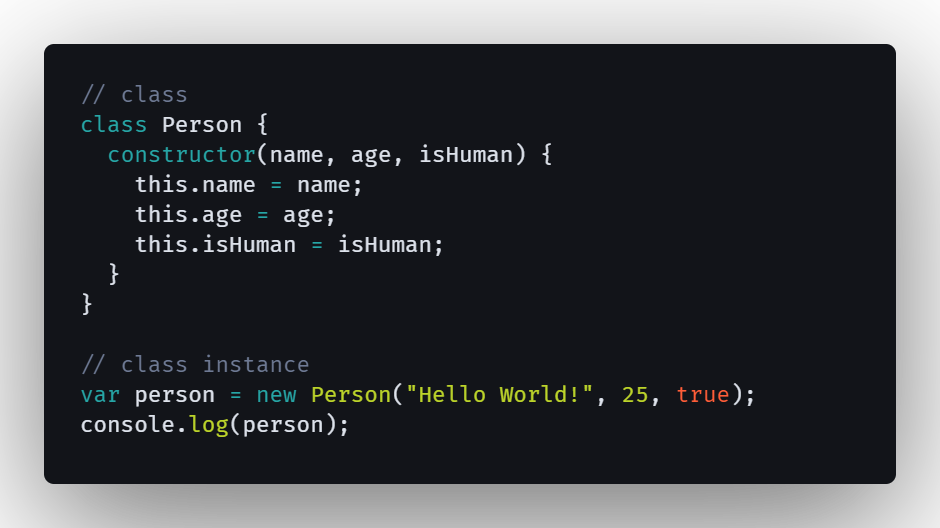 // class
class Person {
  constructor(name, age, isHuman) {
    this.name = name;
    this.age = age;
    this.isHuman = isHuman;
  }
}

// class instance
var person = new Person("Hello World!", 25, true);
console.log(person);